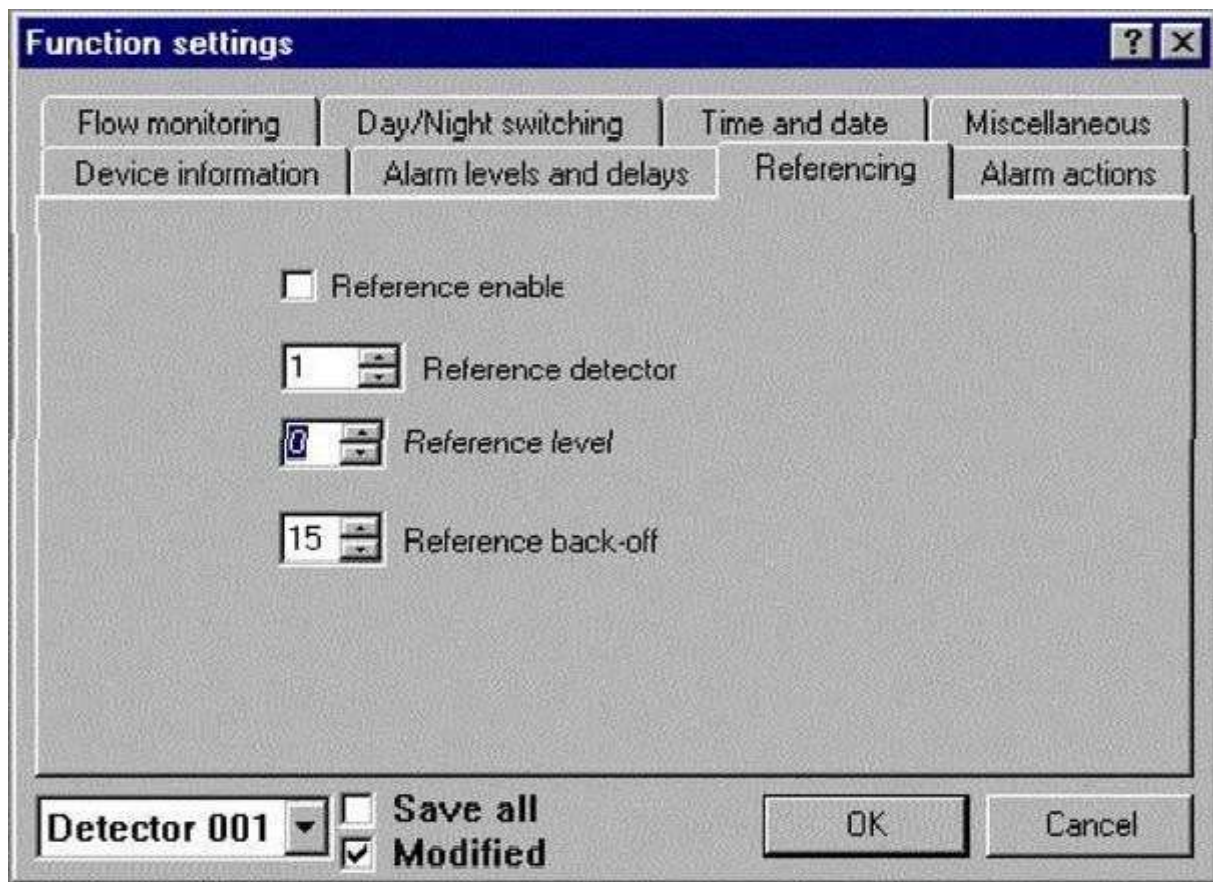 Function settings
Flow monitoring Day/Night switching Time and date Miscellaneous
Device information Alarm levels and delays Referencing Alarm actions
Reference enable
1 Reference detector
0 Reference level
15 Reference back-off
Detector 001 Save all OK Cancel
Modified